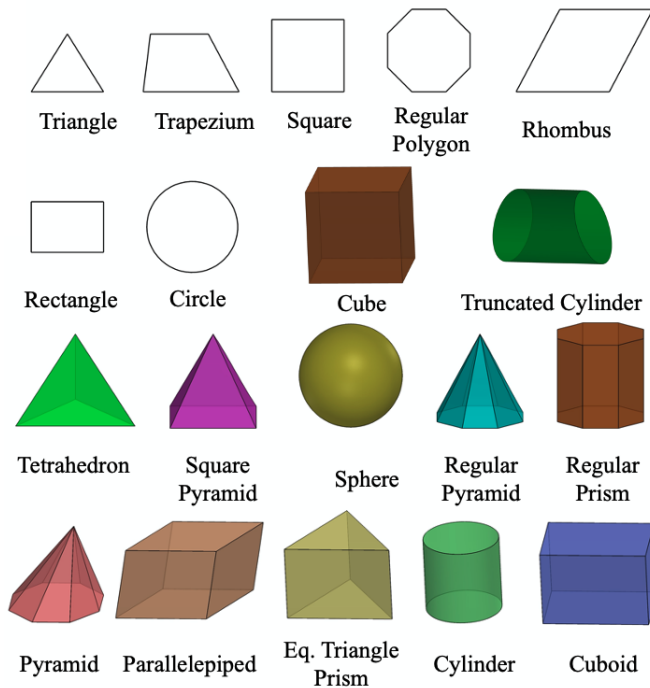 Triangle
Trapezium
Square
Regular
Polygon
Rhombus
Rectangle
Circle
Cube
Truncated Cylinder
Tetrahedron
Square
Pyramid
Sphere
Regular
Pyramid
Regular
Prism
Pyramid
Parallelepiped
Eq. Triangle
Prism
Cylinder
Cuboid